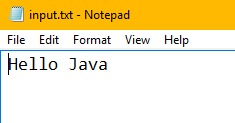 input.txt - Notepad
File Edit Format View Help
Hello Java